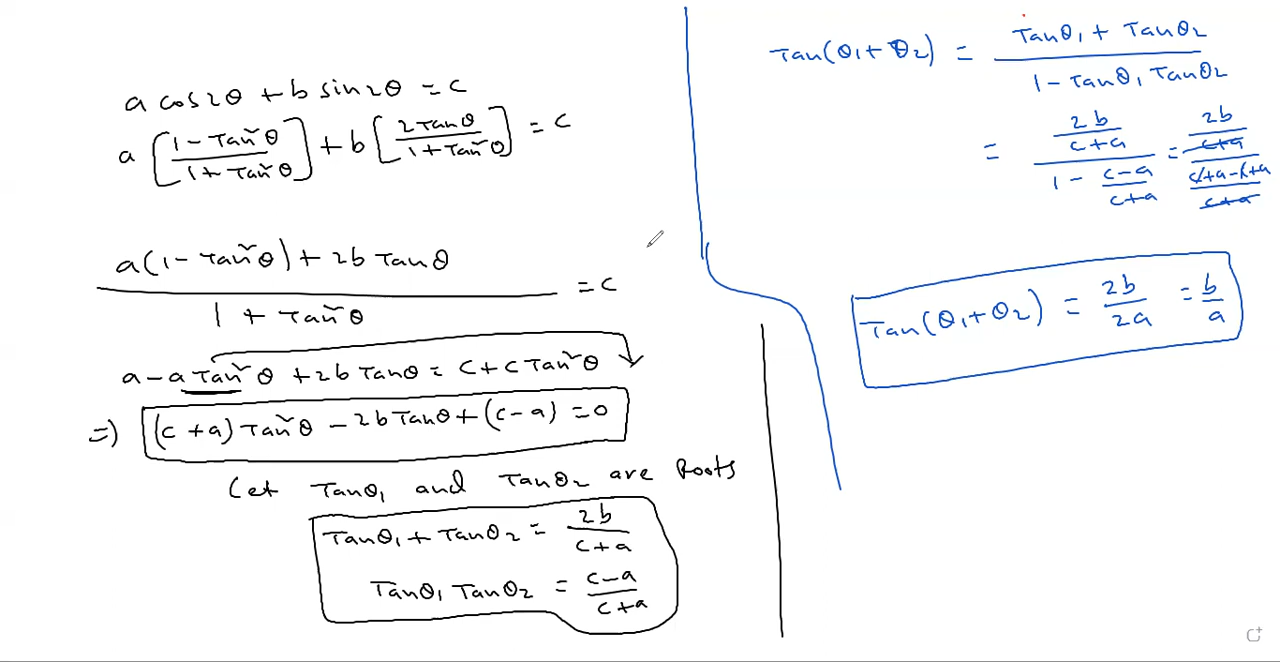 a cos2θ + b sin2θ = c
a [ (1 - Tan²θ) / (1 + Tan²θ) ] + b [ (2Tanθ) / (1 + Tan²θ) ] = c
( a(1 - Tan²θ) + 2b Tanθ ) / ( 1 + Tan²θ ) = c
a - a Tan²θ + 2b Tanθ = c + c Tan²θ
=) (c + a) Tan²θ - 2b Tanθ + (c - a) = 0
Let Tanθ₁ and Tanθ₂ are Roots
Tanθ₁ + Tanθ₂ = 2b / (c + a)
Tanθ₁ Tanθ₂ = (c - a) / (c + a)
Tan(θ₁ + θ₂) = (Tanθ₁ + Tanθ₂) / (1 - Tanθ₁ Tanθ₂)
= ( 2b / (c + a) ) / ( 1 - (c - a) / (c + a) ) = ( 2b / (c + a) ) / ( (c + a - c + a) / (c + a) )
Tan(θ₁ + θ₂) = 2b / 2a = b / a